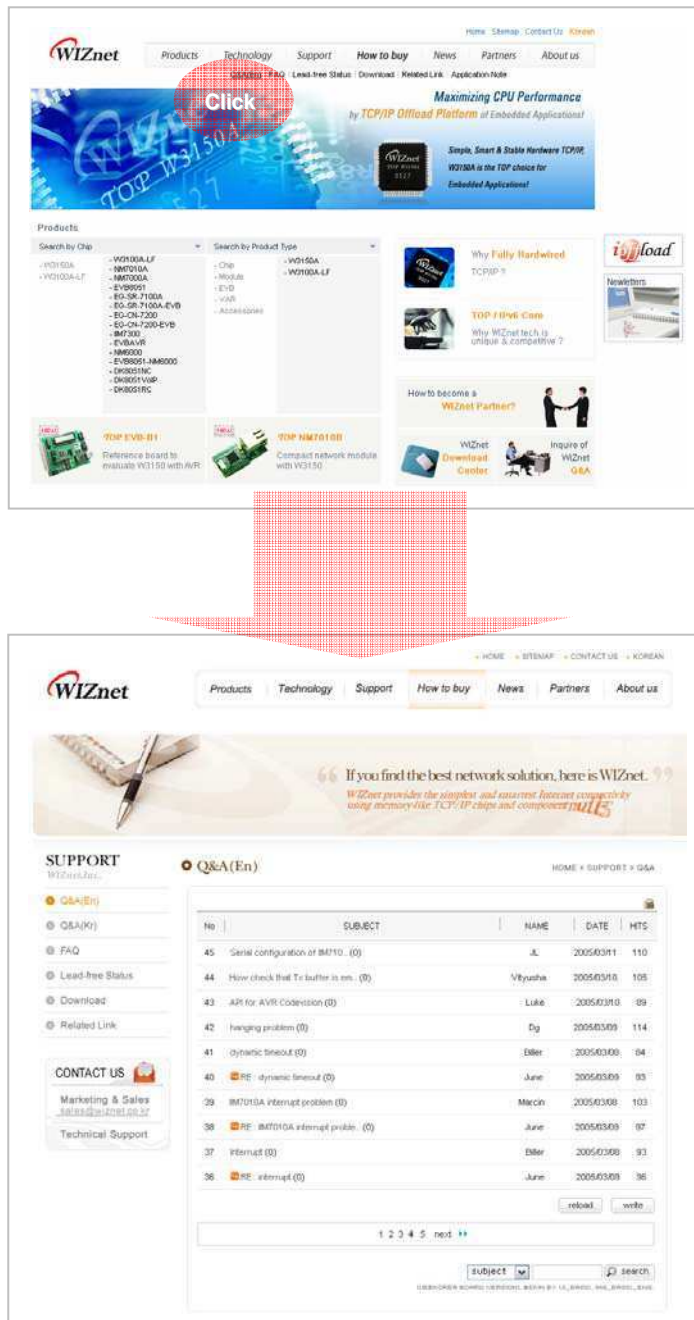 Home Sitemap Contact Us Korean
WIZnet
Products Technology Support How to buy News Partners About us
FAQ Lead-free Status Download Related Link Application Note
Click
Maximizing CPU Performance
by TCP/IP Offload Platform of Embedded Applications!
Simple, Smart & Stable Hardware TCP/IP,
W3150A is the TOP choice for
Embedded Applications!
WIZnet
TOP W3150
Products
Search by Chip
- W3150A
- W3100A-LF
- W3100A-LF
- NM7010A
- NM7000A
- EVB8051
- EG-SR-7100A
- EG-SR-7100A-EVB
- EG-CN-7200
- EG-CN-7200-EVB
- IIM7300
- EVBAVR
- NM6000
- EVB8051-NM6000
- DK8051NC
- DK8051VoIP
- DK8051RC
Search by Product Type
- Chip
- Module
- EVB
- VAR
- Accessories
- W3150A
- W3100A-LF
Why Fully Hardwired
TCP/IP ?
TOP / IPv6 Core
Why WIZnet tech is
unique & competitive ?
Newletters
How to become a
WIZnet Partner?
TOP EVB-B1
Reference board to
evaluate W3150 with AVR
TOP NM7010B
Compact network module
with W3150
WIZnet
Download
Center
Inquire of
WIZnet
Q&A
HOME SITEMAP CONTACT US KOREAN
WIZnet
Products Technology Support How to buy News Partners About us
“ If you find the best network solution, here is WIZnet. ”
WIZnet provides the simplest and smartest Internet connectivity
using memory-like TCP/IP chips and component
SUPPORT
WIZnet.Inc.
Q&A(En)
Q&A(Kr)
FAQ
Lead-free Status
Download
Related Link
CONTACT US
Marketing & Sales
sales@wiznet.co.kr
Technical Support
Q&A(En)
HOME > SUPPORT > Q&A
No SUBJECT NAME DATE HITS
45 Serial configuration of IIM710.. (0) JL 2005/03/11 110
44 How check that Tx buffer is em.. (0) Vityusha 2005/03/10 105
43 API for AVR Codevision (0) Luke 2005/03/10 89
42 hanging problem (0) Dg 2005/03/09 114
41 dynamic timeout (0) Biller 2005/03/09 84
40 RE : dynamic timeout (0) June 2005/03/09 93
39 IIM7010A interrupt problem (0) Marcin 2005/03/08 103
38 RE : IIM7010A interrupt proble.. (0) June 2005/03/09 97
37 interrupt (0) Biller 2005/03/08 93
36 RE : interrupt (0) June 2005/03/09 96
reload write
1 2 3 4 5 next
subject search